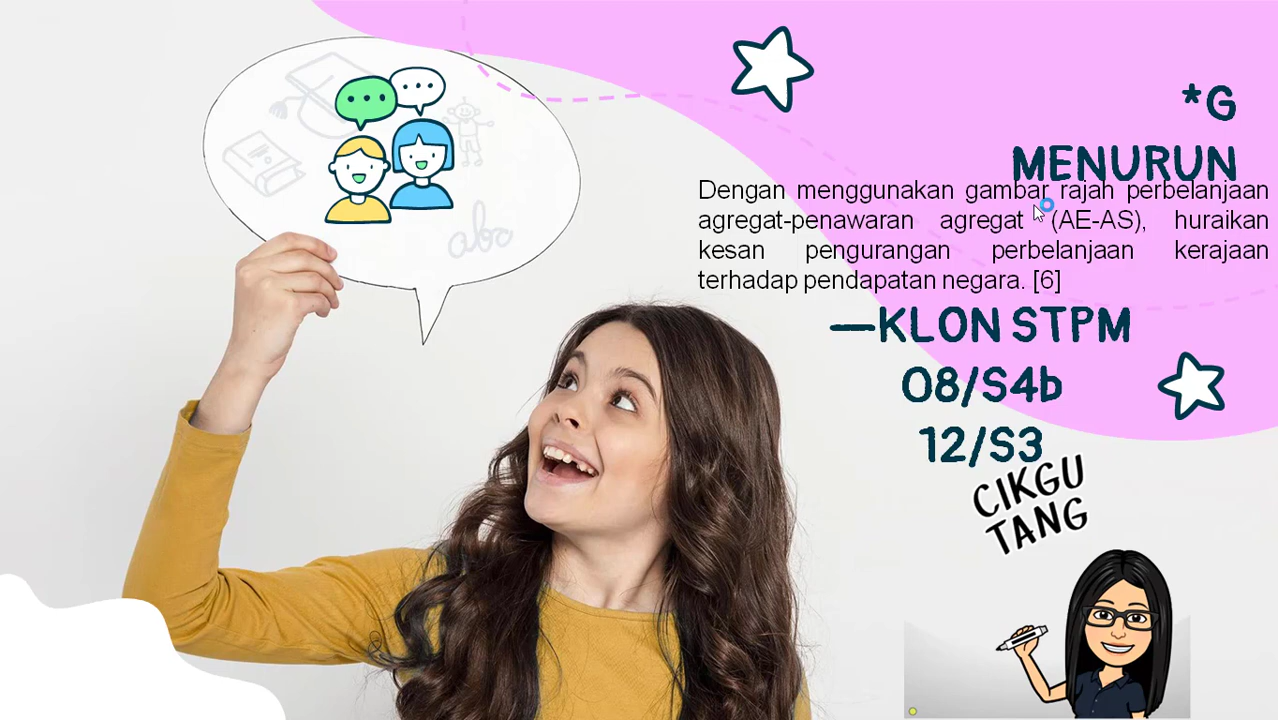 *G
MENURUN
Dengan menggunakan gambar rajah perbelanjaan
agregat-penawaran agregat (AE-AS), huraikan
kesan pengurangan perbelanjaan kerajaan
terhadap pendapatan negara. [6]
—KLON STPM
08/S4b
12/S3
CIKGU
TANG
abc